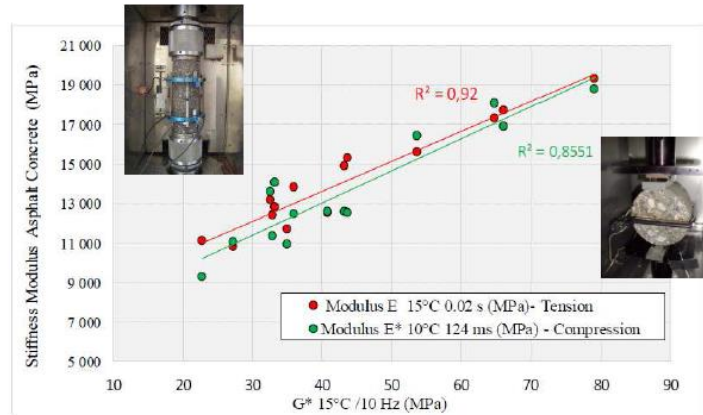 21 000
19 000
17 000
15 000
13 000
11 000
9 000
7 000
5 000
Stiffness Modulus Asphalt Concrete (MPa)
R² = 0,92
R² = 0,8551
Modulus E 15°C 0.02 s (MPa)- Tension
Modulus E* 10°C 124 ms (MPa) - Compression
10 20 30 40 50 60 70 80 90
G* 15°C /10 Hz (MPa)